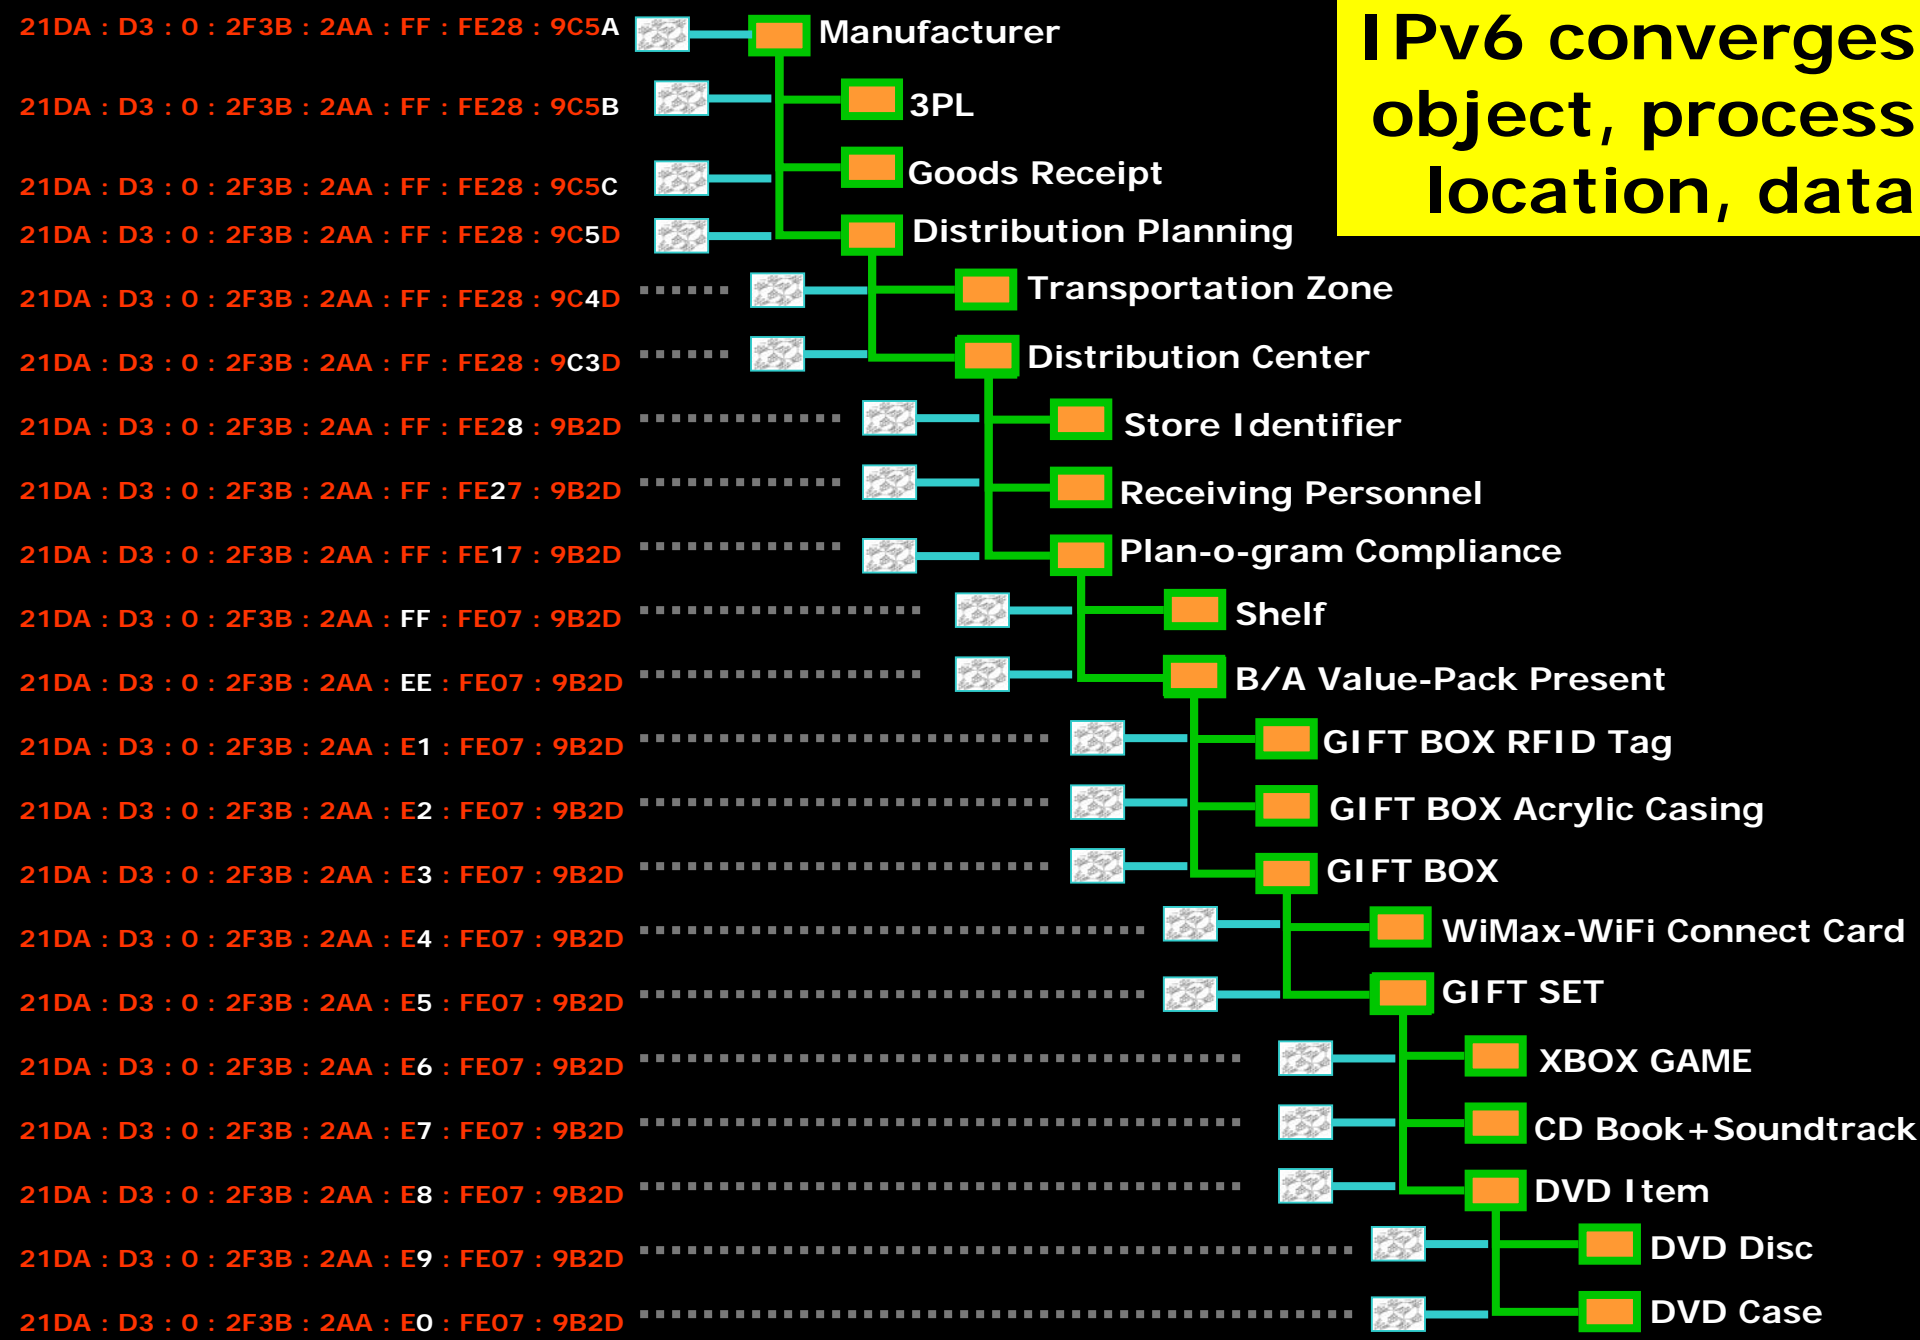 IPv6 converges
object, process
location, data
21DA : D3 : 0 : 2F3B : 2AA : FF : FE28 : 9C5A Manufacturer
21DA : D3 : 0 : 2F3B : 2AA : FF : FE28 : 9C5B 3PL
21DA : D3 : 0 : 2F3B : 2AA : FF : FE28 : 9C5C Goods Receipt
21DA : D3 : 0 : 2F3B : 2AA : FF : FE28 : 9C5D Distribution Planning
21DA : D3 : 0 : 2F3B : 2AA : FF : FE28 : 9C4D Transportation Zone
21DA : D3 : 0 : 2F3B : 2AA : FF : FE28 : 9C3D Distribution Center
21DA : D3 : 0 : 2F3B : 2AA : FF : FE28 : 9B2D Store Identifier
21DA : D3 : 0 : 2F3B : 2AA : FF : FE27 : 9B2D Receiving Personnel
21DA : D3 : 0 : 2F3B : 2AA : FF : FE17 : 9B2D Plan-o-gram Compliance
21DA : D3 : 0 : 2F3B : 2AA : FF : FE07 : 9B2D Shelf
21DA : D3 : 0 : 2F3B : 2AA : EE : FE07 : 9B2D B/A Value-Pack Present
21DA : D3 : 0 : 2F3B : 2AA : E1 : FE07 : 9B2D GIFT BOX RFID Tag
21DA : D3 : 0 : 2F3B : 2AA : E2 : FE07 : 9B2D GIFT BOX Acrylic Casing
21DA : D3 : 0 : 2F3B : 2AA : E3 : FE07 : 9B2D GIFT BOX
21DA : D3 : 0 : 2F3B : 2AA : E4 : FE07 : 9B2D WiMax-WiFi Connect Card
21DA : D3 : 0 : 2F3B : 2AA : E5 : FE07 : 9B2D GIFT SET
21DA : D3 : 0 : 2F3B : 2AA : E6 : FE07 : 9B2D XBOX GAME
21DA : D3 : 0 : 2F3B : 2AA : E7 : FE07 : 9B2D CD Book+Soundtrack
21DA : D3 : 0 : 2F3B : 2AA : E8 : FE07 : 9B2D DVD Item
21DA : D3 : 0 : 2F3B : 2AA : E9 : FE07 : 9B2D DVD Disc
21DA : D3 : 0 : 2F3B : 2AA : E0 : FE07 : 9B2D DVD Case